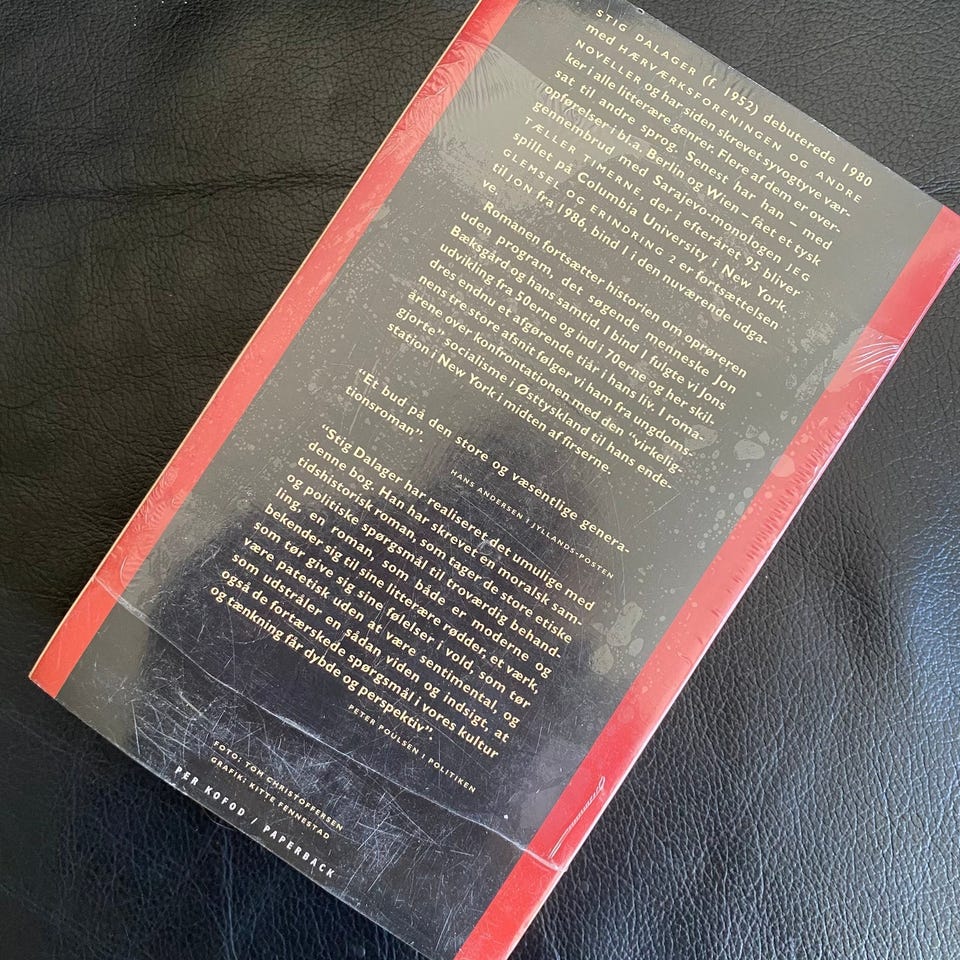 STIG DALAGER (f. 1952) debuterede 1980
med HÆRVÆRKSFORENINGEN OG ANDRE
NOVELLER og har siden skrevet syvogtyve vær-
ker i alle litterære genrer. Flere af dem er over-
sat til andre sprog. Senest har han – med
opførelser i bl.a. Berlin og Wien – fået et tysk
gennembrud med Sarajevo-monologen JEG
TÆLLER TIMERNE, der i efteråret 95 bliver
spillet på Columbia University i New York.
GLEMSEL OG ERINDRING 2 er fortsættelsen
til JON fra 1986, bind I i den nuværende udga-
ve.
Romanen fortsætter historien om oprøreren
uden program, det søgende menneske Jon
Bæksgård og hans samtid. I bind I fulgte vi Jons
udvikling fra 50erne og ind i 70erne og her skil-
dres endnu et afgørende tiår i hans liv. I roma-
nens tre store afsnit følger vi ham fra ungdoms-
årene over konfrontationen med den "virkelig-
gjorte" socialisme i Østtyskland til hans ende-
station i New York i midten af firserne.
"Et bud på den store og væsentlige genera-
tionsroman".
HANS ANDERSEN I JYLLANDS-POSTEN
"Stig Dalager har realiseret det umulige med
denne bog. Han har skrevet en moralsk sam-
tidshistorisk roman, som tager de store etiske
og politiske spørgsmål til troværdig behand-
ling, en roman, som både er moderne og
bekender sig til sine litterære rødder, et værk,
som tør give sig sine følelser i vold, som tør
være patetisk uden at være sentimental, og
som udstråler en sådan viden og indsigt, at
også de fortærskede spørgsmål i vores kultur
og tænkning får dybde og perspektiv".
PETER POULSEN I POLITIKEN
FOTO: TOM CHRISTOFFERSEN
GRAFIK: KITTE FENNESTAD
PER KOFOD / PAPERBACK